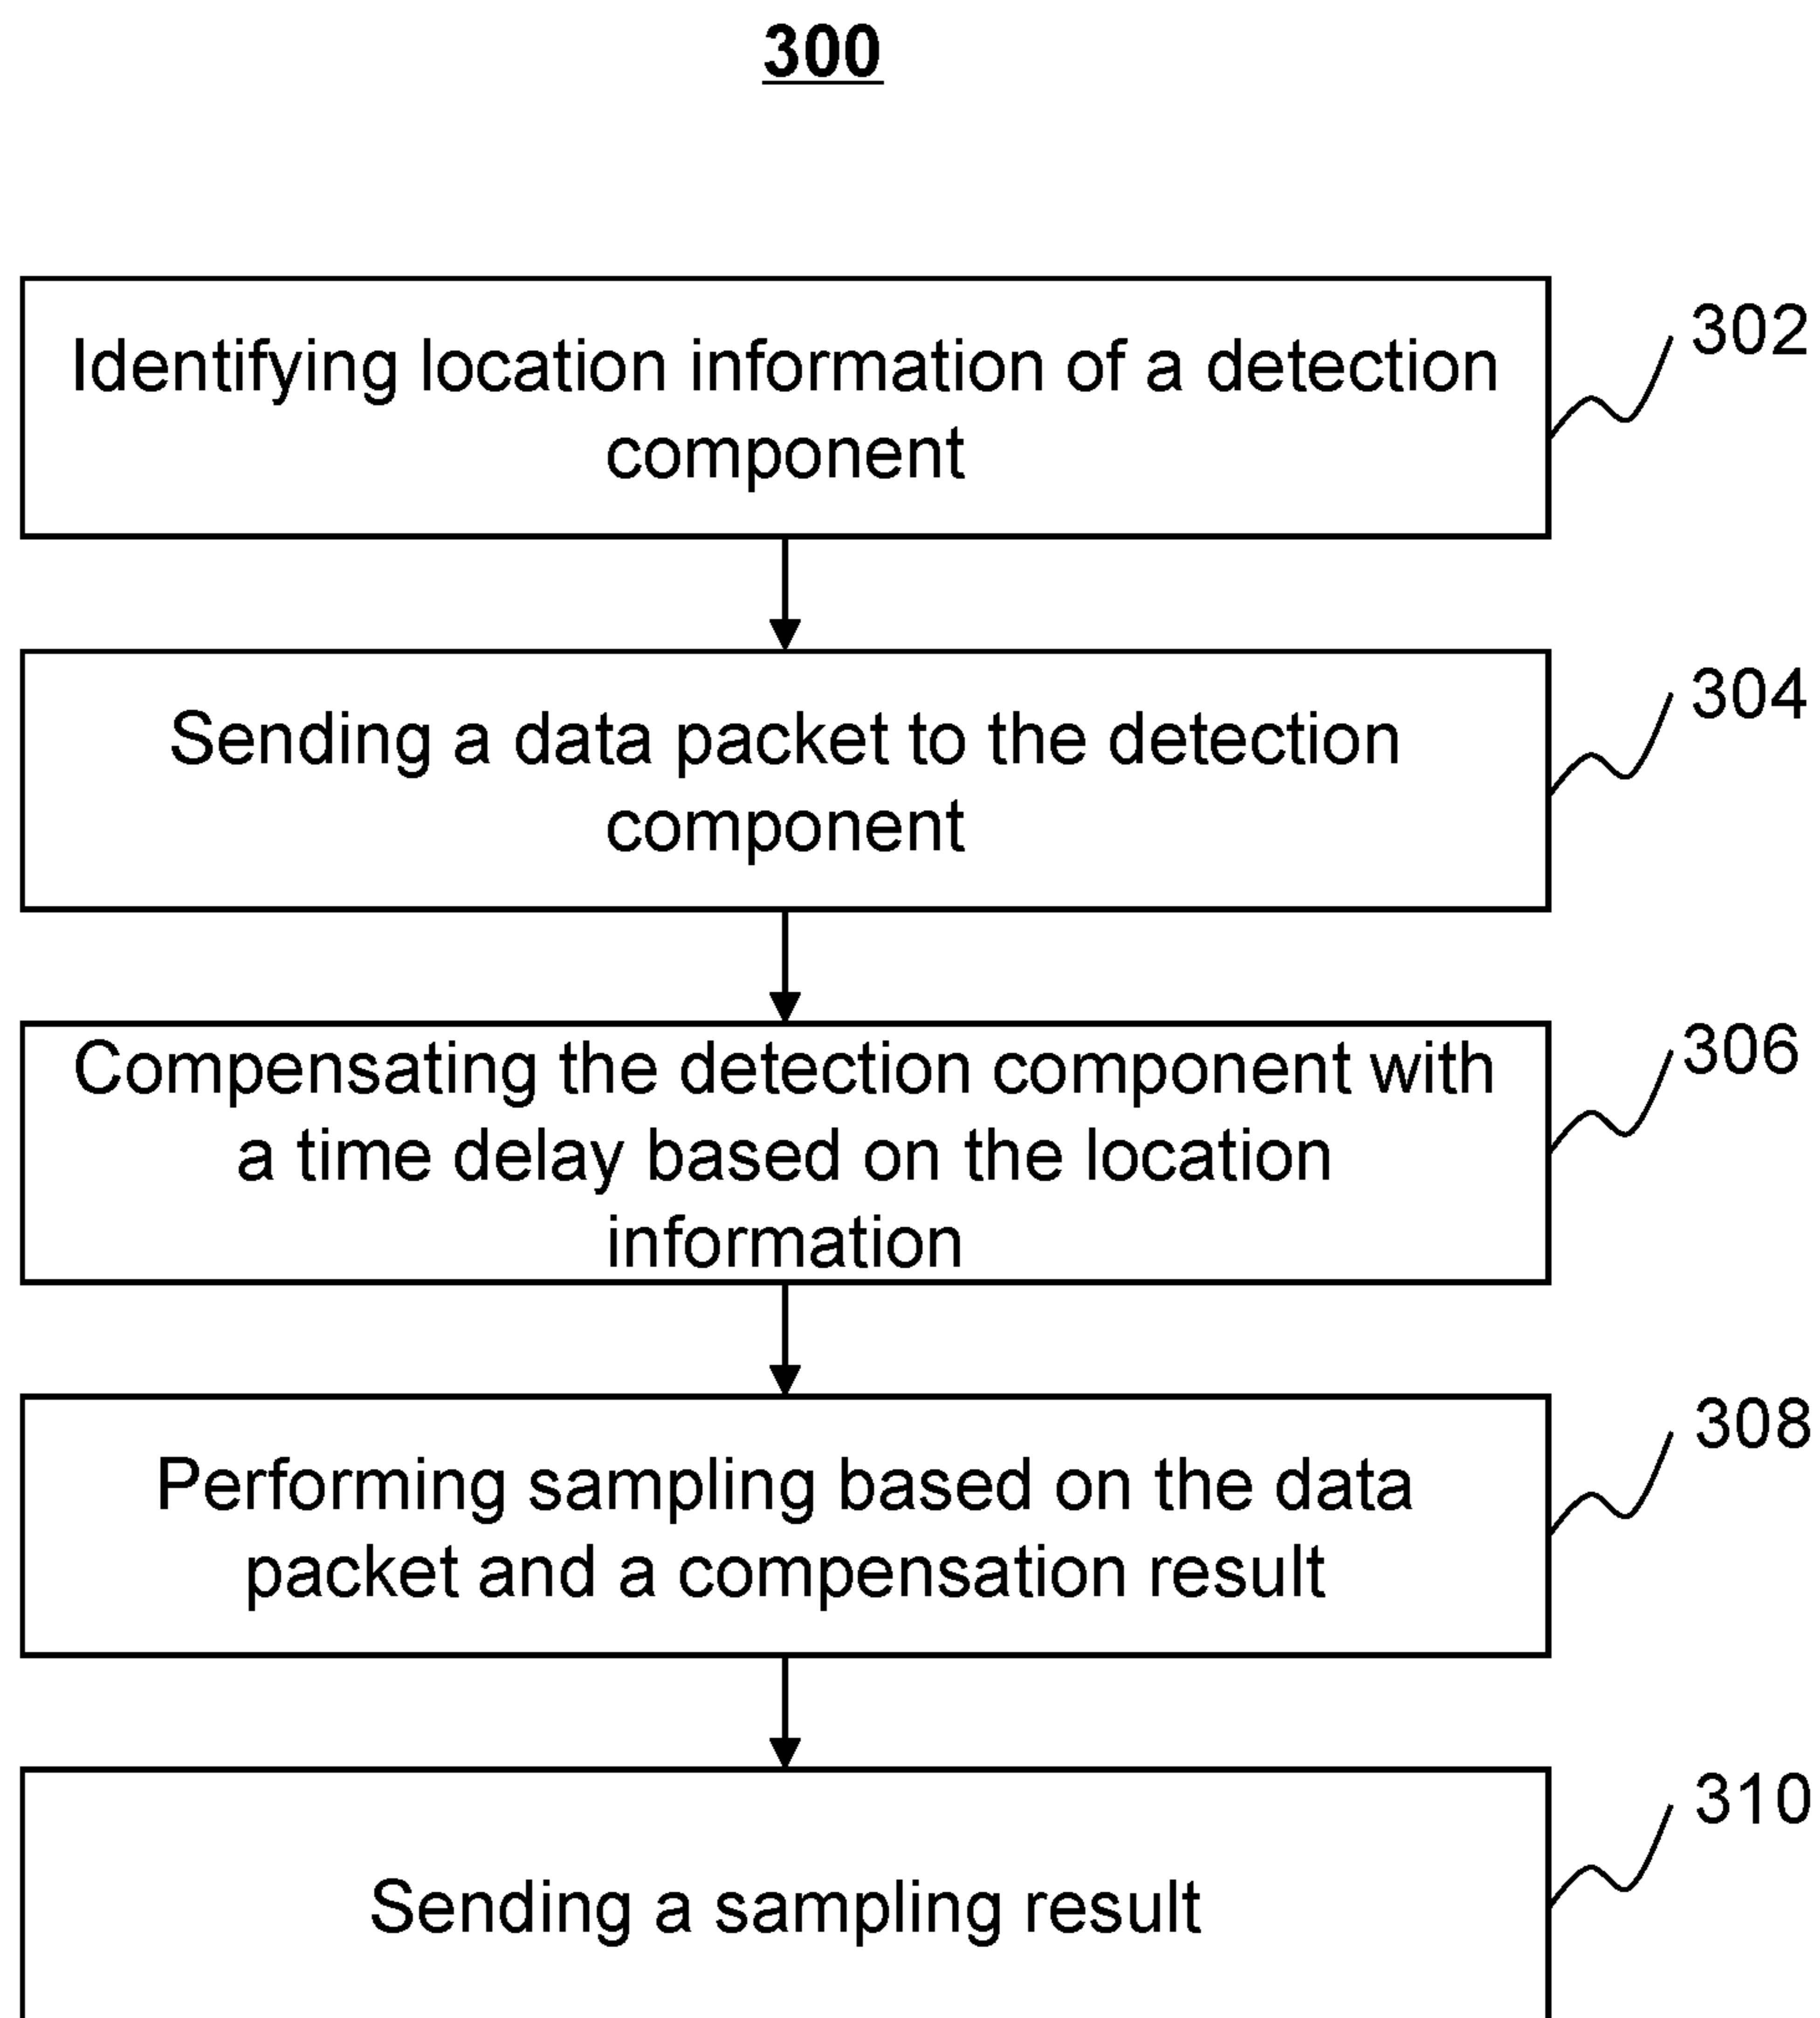 300
Identifying location information of a detection
component
302
Sending a data packet to the detection
component
304
Compensating the detection component with
a time delay based on the location
information
306
Performing sampling based on the data
packet and a compensation result
308
Sending a sampling result
310